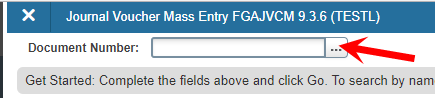 Journal Voucher Mass Entry FGAJVCM 9.3.6 (TESTL)
Document Number: ...
Get Started: Complete the fields above and click Go. To search by nam